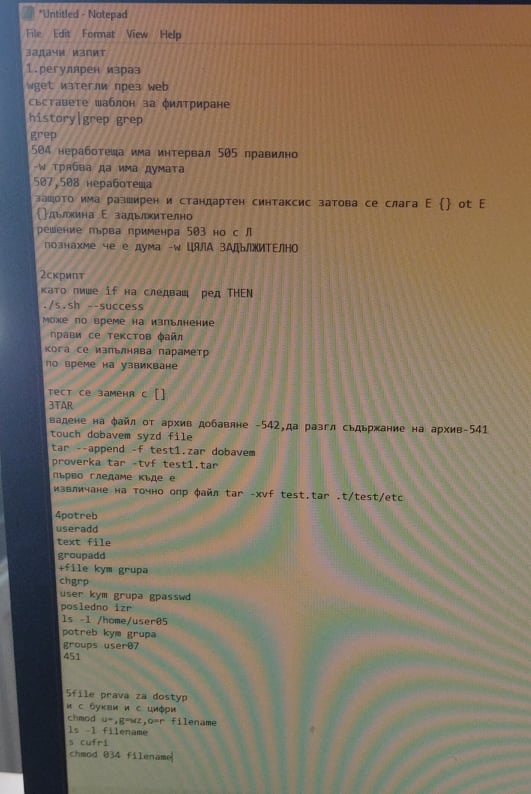 *Untitled - Notepad
File Edit Format View Help
задачи изпит
1.регулярен израз
wget изтегли през web
съставете шаблон за филтриране
history|grep grep
grep
504 неработеща има интервал 505 правилно
-w трябва да има думата
507,508 неработеща
защото има разширен и стандартен синтаксис затова се слага E {} ot E
{}дължина E задължително
решение първа применра 503 но с Л
познахме че е дума -w ЦЯЛА ЗАДЪЛЖИТЕЛНО
2скрипт
като пише if на следващ ред THEN
./s.sh --success
може по време на изпълнение
прави се текстов файл
кога се изпълнява параметр
по време на узвикване
тест се заменя с []
3TAR
вадене на файл от архив добавяне -542,да разгл съдържание на архив-541
touch dobavem syzd file
tar --append -f test1.zar dobavem
proverka tar -tvf test1.tar
първо гледаме къде е
извличане на точно опр файл tar -xvf test.tar .t/test/etc
4potreb
useradd
text file
groupadd
+file kym grupa
chgrp
user kym grupa gpasswd
posledno izr
ls -l /home/user05
potreb kym grupa
groups user07
451
5file prava za dostyp
и с букви и с цифри
chmod u=,g=wz,o=r filename
ls -l filename
s cufri
chmod 034 filename